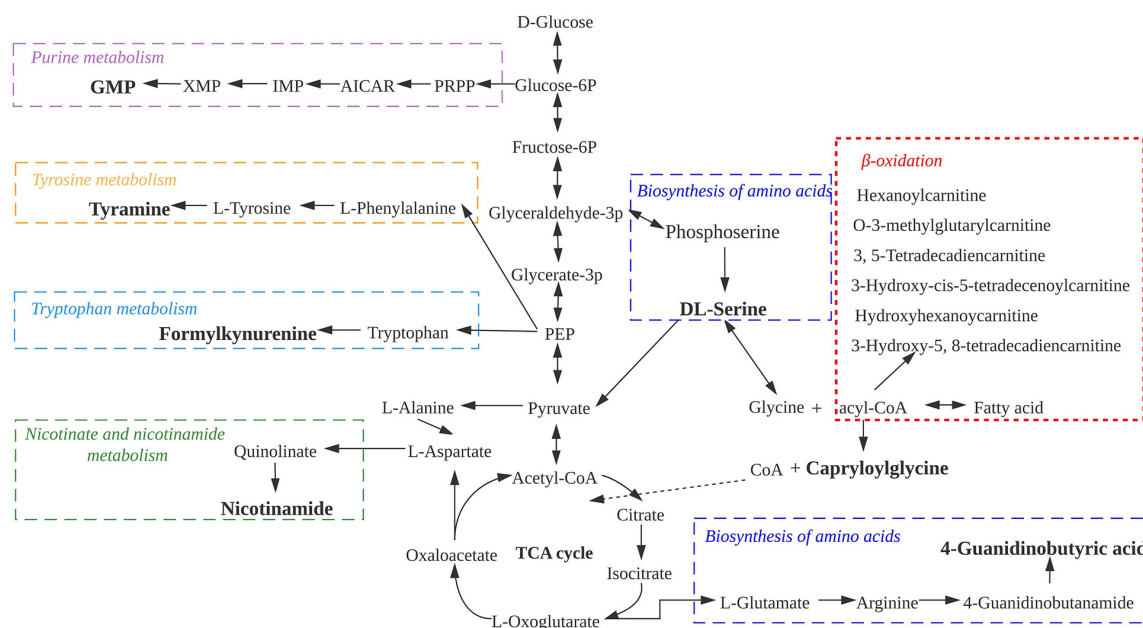 D-Glucose
Purine metabolism
GMP XMP IMP AICAR PRPP Glucose-6P
Fructose-6P
Tyrosine metabolism
Tyramine L-Tyrosine L-Phenylalanine Glyceraldehyde-3p
Biosynthesis of amino acids
Phosphoserine
DL-Serine
β-oxidation
Hexanoylcarnitine
O-3-methylglutarylcarnitine
3, 5-Tetradecadiencarnitine
3-Hydroxy-cis-5-tetradecenoylcarnitine
Hydroxyhexanoycarnitine
3-Hydroxy-5, 8-tetradecadiencarnitine
Glycerate-3p
Tryptophan metabolism
Formylkynurenine Tryptophan PEP
L-Alanine Pyruvate
Glycine + acyl-CoA Fatty acid
Nicotinate and nicotinamide
metabolism
Quinolinate L-Aspartate
Nicotinamide
CoA + Capryloylglycine
Acetyl-CoA
Citrate
Oxaloacetate TCA cycle
Isocitrate
L-Oxoglutarate
Biosynthesis of amino acids
4-Guanidinobutyric acid
L-Glutamate Arginine 4-Guanidinobutanamide